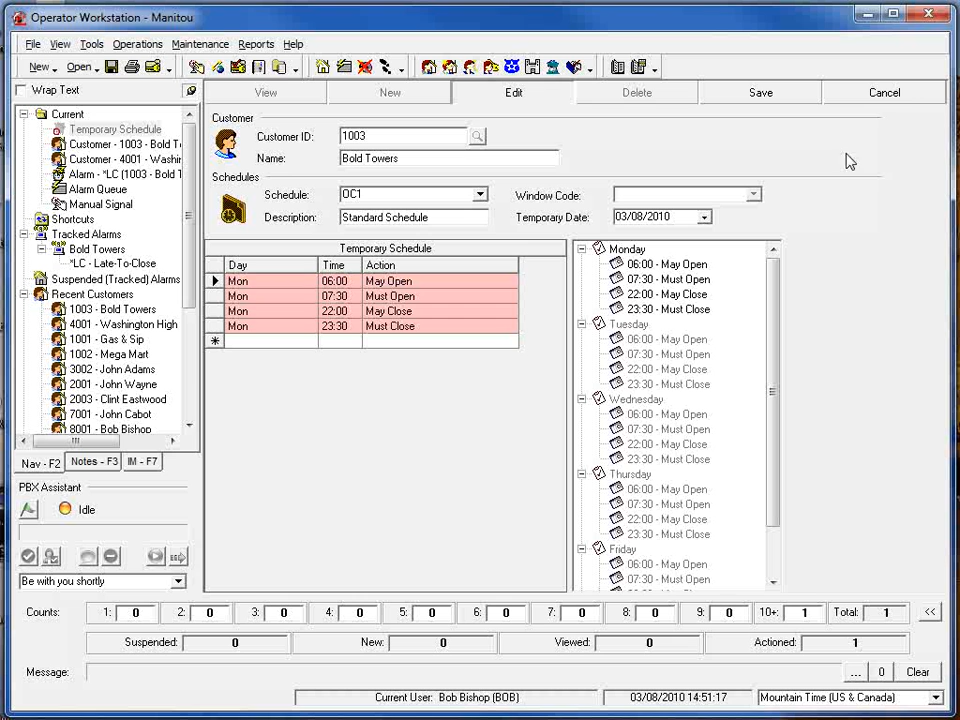 Operator Workstation - Manitou
File View Tools Operations Maintenance Reports Help
New Open
Wrap Text
View New Edit Delete Save Cancel
Current
Temporary Schedule
Customer - 1003 - Bold T
Customer - 4001 - Washin
Alarm - *LC (1003 - Bold T
Alarm Queue
Manual Signal
Shortcuts
Tracked Alarms
Bold Towers
*LC - Late-To-Close
Suspended (Tracked) Alarms
Recent Customers
1003 - Bold Towers
4001 - Washington High
1001 - Gas & Sip
1002 - Mega Mart
3002 - John Adams
2001 - John Wayne
2003 - Clint Eastwood
7001 - John Cabot
8001 - Bob Bishop
Nav - F2 Notes - F3 IM - F7
PBX Assistant
Idle
Be with you shortly
Customer
Customer ID: 1003
Name: Bold Towers
Schedules
Schedule: OC1 Window Code:
Description: Standard Schedule Temporary Date: 03/08/2010
Temporary Schedule
Day Time Action
Mon 06:00 May Open
Mon 07:30 Must Open
Mon 22:00 May Close
Mon 23:30 Must Close
Monday
06:00 - May Open
07:30 - Must Open
22:00 - May Close
23:30 - Must Close
Tuesday
06:00 - May Open
07:30 - Must Open
22:00 - May Close
23:30 - Must Close
Wednesday
06:00 - May Open
07:30 - Must Open
22:00 - May Close
23:30 - Must Close
Thursday
06:00 - May Open
07:30 - Must Open
22:00 - May Close
23:30 - Must Close
Friday
06:00 - May Open
07:30 - Must Open
Counts: 1: 0 2: 0 3: 0 4: 0 5: 0 6: 0 7: 0 8: 0 9: 0 10+: 1 Total: 1 <<
Suspended: 0 New: 0 Viewed: 0 Actioned: 1
Message: ... 0 Clear
Current User: Bob Bishop (BOB) 03/08/2010 14:51:17 Mountain Time (US & Canada)